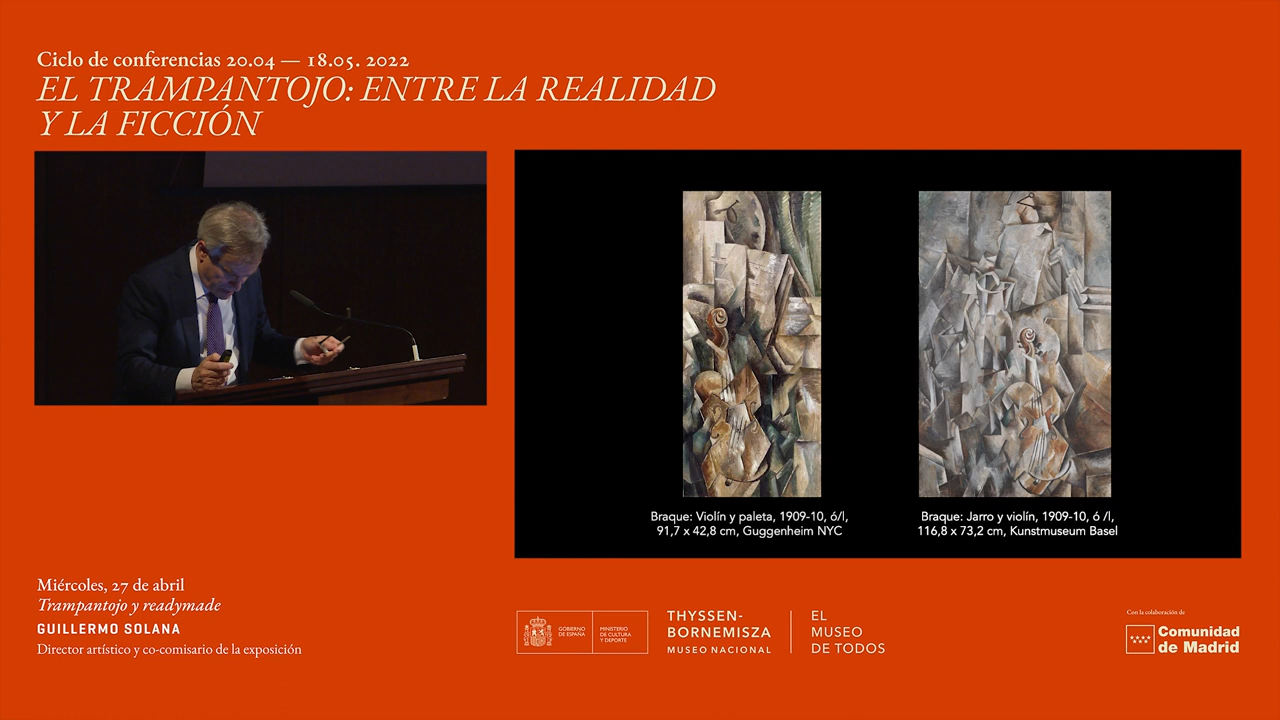 Ciclo de conferencias 20.04 — 18.05. 2022
EL TRAMPANTOJO: ENTRE LA REALIDAD
Y LA FICCIÓN
Braque: Violín y paleta, 1909-10, ó/l,
91,7 x 42,8 cm, Guggenheim NYC
Braque: Jarro y violín, 1909-10, ó /l,
116,8 x 73,2 cm, Kunstmuseum Basel
Miércoles, 27 de abril
Trampantojo y readymade
GUILLERMO SOLANA
Director artístico y co-comisario de la exposición
GOBIERNO
DE ESPAÑA
MINISTERIO
DE CULTURA
Y DEPORTE
THYSSEN-
BORNEMISZA
MUSEO NACIONAL
EL
MUSEO
DE TODOS
Con la colaboración de
Comunidad
de Madrid